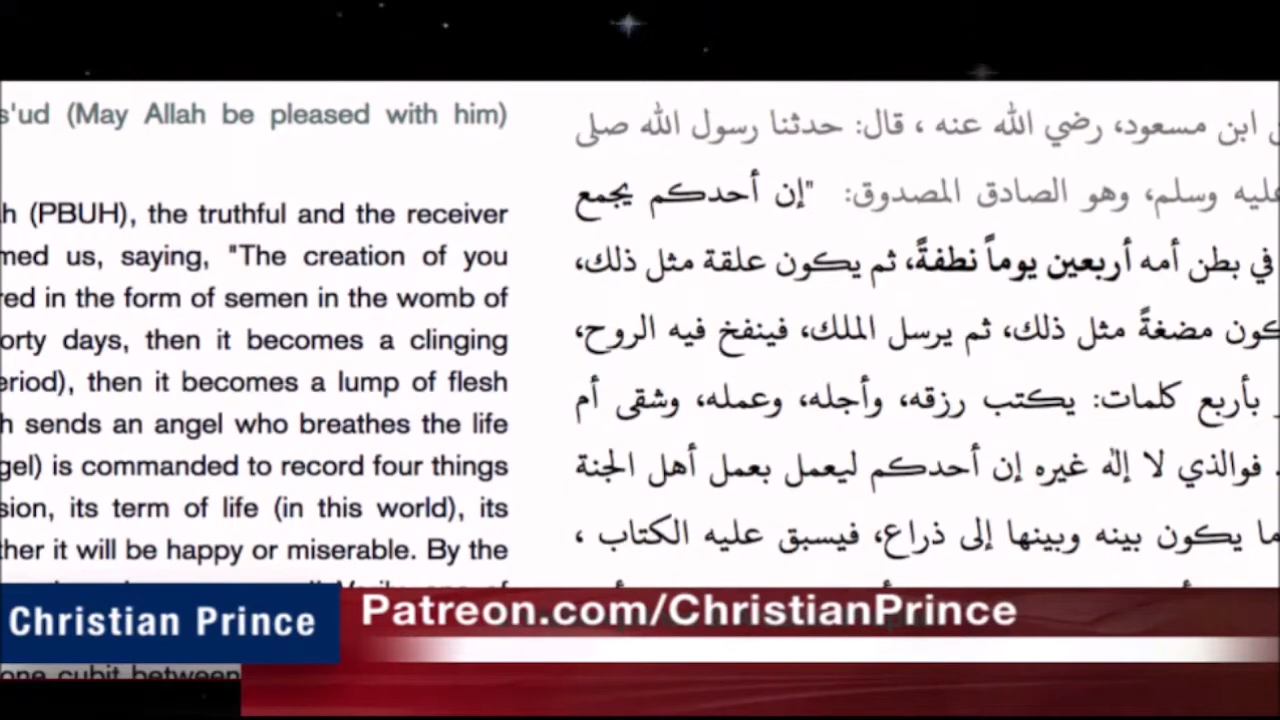 s'ud (May Allah be pleased with him)
h (PBUH), the truthful and the receiver
med us, saying, "The creation of you
red in the form of semen in the womb of
orty days, then it becomes a clinging
eriod), then it becomes a lump of flesh
h sends an angel who breathes the life
gel) is commanded to record four things
sion, its term of life (in this world), its
ther it will be happy or miserable. By the
one cubit between
ابن مسعود، رضي الله عنه ، قال: حدثنا رسول الله صلى
عليه وسلم، وهو الصادق المصدوق: "إن أحدكم يجمع
في بطن أمه أربعين يوماً نطفةً، ثم يكون علقة مثل ذلك،
كون مضغةً مثل ذلك، ثم يرسل الملك، فينفخ فيه الروح،
بأربع كلمات: يكتب رزقه، وأجله، وعمله، وشقى أم
فوالذي لا إله غيره إن أحدكم ليعمل بعمل أهل الجنة
ما يكون بينه وبينها إلى ذراع، فيسبق عليه الكتاب ،
Christian Prince
Patreon.com/ChristianPrince